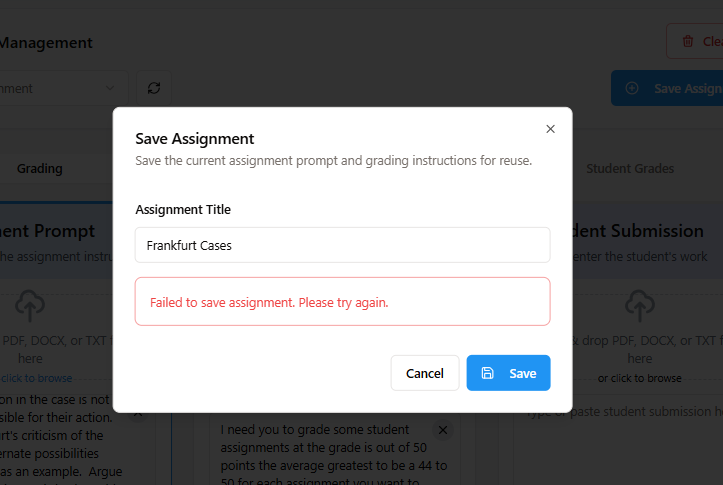 Management
Clea
nment
Save Assign
Save Assignment
Save the current assignment prompt and grading instructions for reuse.
Grading
Student Grades
Assignment Title
ent Prompt
dent Submission
Frankfurt Cases
he assignment instru
enter the student's work
Failed to save assignment. Please try again.
PDF, DOCX, or TXT f
here
& drop PDF, DOCX, or TXT f
here
click to browse
or click to browse
Cancel
Save
on in the case is not
sible for their action.
rt's criticism of the
rnate possibilities
as an example. Argue
Type or paste student submission he
I need you to grade some student
assignments at the grade is out of 50
points the average greatest to be a 44 to
50 for each assignment you want to